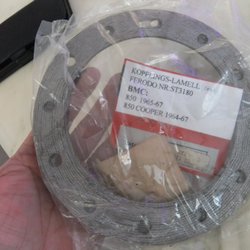 KOPPLINGS-LAMELL
FERODO NR: ST3180
BMC:
850 1965-67
850 COOPER 1964-67